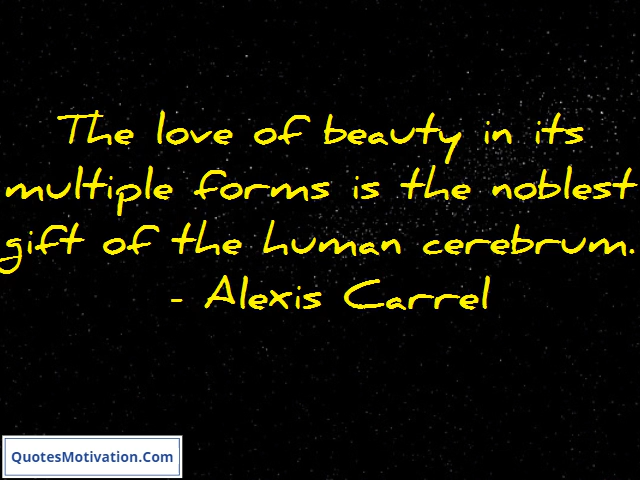 The love of beauty in its
multiple forms is the noblest
gift of the human cerebrum.
- Alexis Carrel
QuotesMotivation.Com